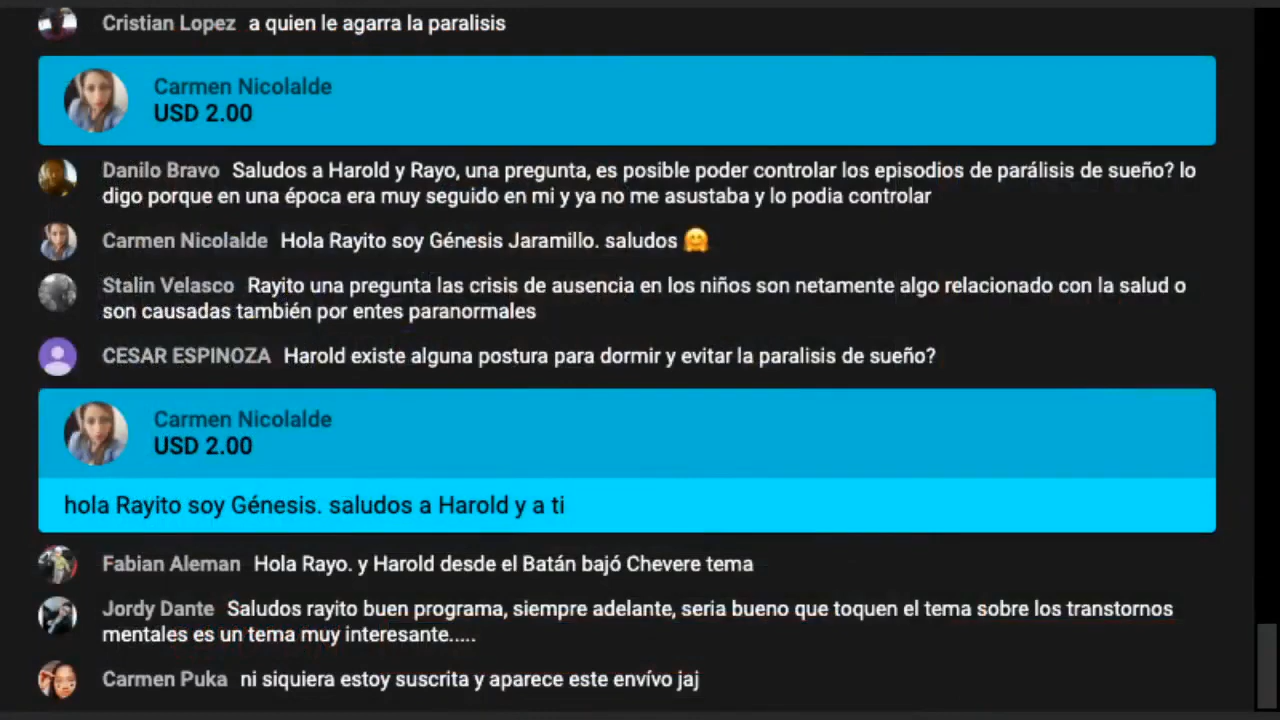 Cristian Lopez a quien le agarra la paralisis
Carmen Nicolalde
USD 2.00
Danilo Bravo Saludos a Harold y Rayo, una pregunta, es posible poder controlar los episodios de parálisis de sueño? lo
digo porque en una época era muy seguido en mi y ya no me asustaba y lo podia controlar
Carmen Nicolalde Hola Rayito soy Génesis Jaramillo. saludos 🤗
Stalin Velasco Rayito una pregunta las crisis de ausencia en los niños son netamente algo relacionado con la salud o
son causadas también por entes paranormales
CESAR ESPINOZA Harold existe alguna postura para dormir y evitar la paralisis de sueño?
Carmen Nicolalde
USD 2.00
hola Rayito soy Génesis. saludos a Harold y a ti
Fabian Aleman Hola Rayo. y Harold desde el Batán bajó Chevere tema
Jordy Dante Saludos rayito buen programa, siempre adelante, seria bueno que toquen el tema sobre los transtornos
mentales es un tema muy interesante.....
Carmen Puka ni siquiera estoy suscrita y aparece este envívo jaj